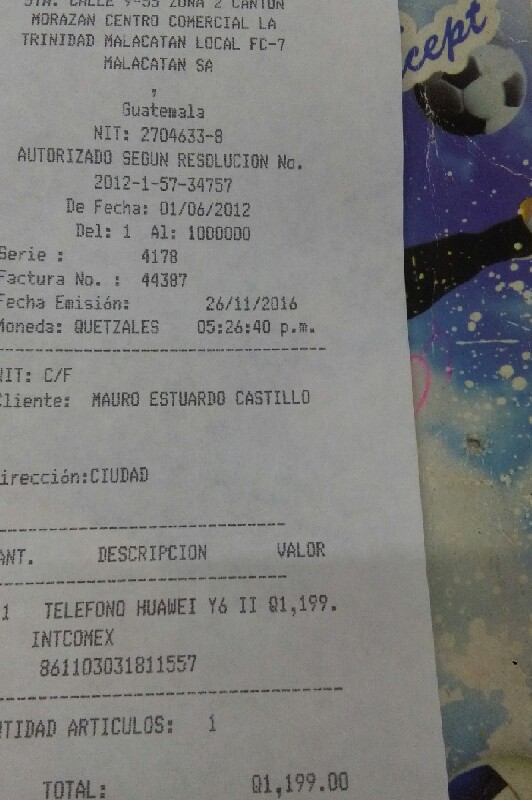 5TA. CALLE 9-55 ZONA 2 CANTON
MORAZAN CENTRO COMERCIAL LA
TRINIDAD MALACATAN LOCAL FC-7
MALACATAN SA
,
Guatemala
NIT: 2704633-8
AUTORIZADO SEGUN RESOLUCION No.
2012-1-57-34757
De Fecha: 01/06/2012
Del: 1 Al: 1000000
Serie : 4178
Factura No. : 44387
Fecha Emisión: 26/11/2016
Moneda: QUETZALES 05:26:40 p.m.
NIT: C/F
Cliente: MAURO ESTUARDO CASTILLO
irección:CIUDAD
ANT. DESCRIPCION VALOR
1 TELEFONO HUAWEI Y6 II Q1,199.
INTCOMEX
861103031811557
NTIDAD ARTICULOS: 1
TOTAL: Q1,199.00
cept